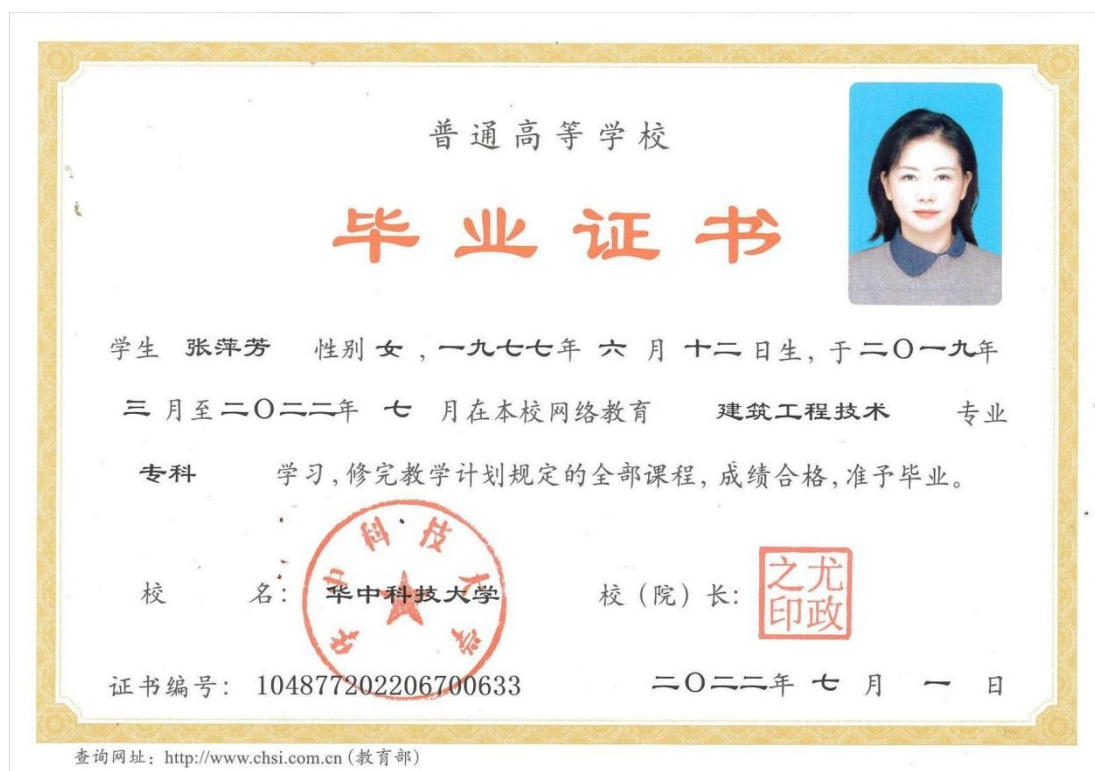 普通高等学校
毕业证书
学生 张萍芳 性别 女 , 一九七七年 六 月 十二 日生, 于 二〇一九年
三 月至 二〇二二年 七 月在本校网络教育 建筑工程技术 专业
专科 学习, 修完教学计划规定的全部课程, 成绩合格, 准予毕业。
华中科技大学
校 名: 华中科技大学 校(院)长: 尤政之印
证书编号: 104877202206700633 二〇二二年 七 月 一 日
查询网址: http://www.chsi.com.cn (教育部)